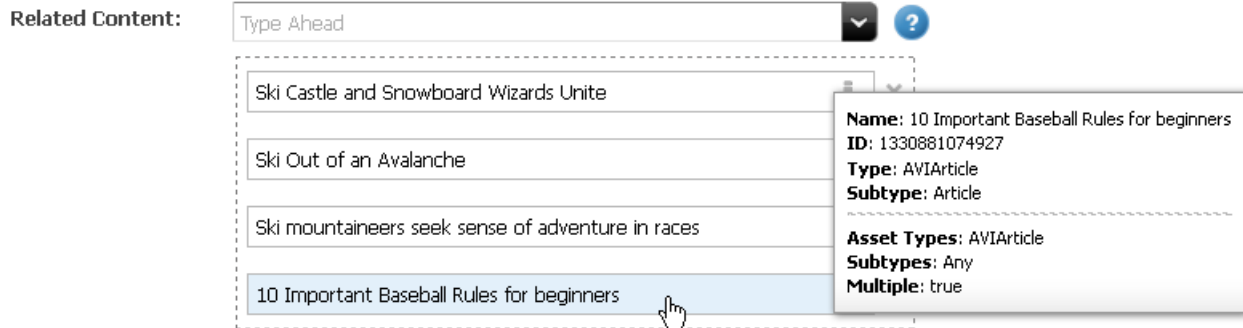 Related Content:
Type Ahead
?
Ski Castle and Snowboard Wizards Unite
Ski Out of an Avalanche
Ski mountaineers seek sense of adventure in races
10 Important Baseball Rules for beginners
Name: 10 Important Baseball Rules for beginners
ID: 1330881074927
Type: AVIArticle
Subtype: Article
Asset Types: AVIArticle
Subtypes: Any
Multiple: true